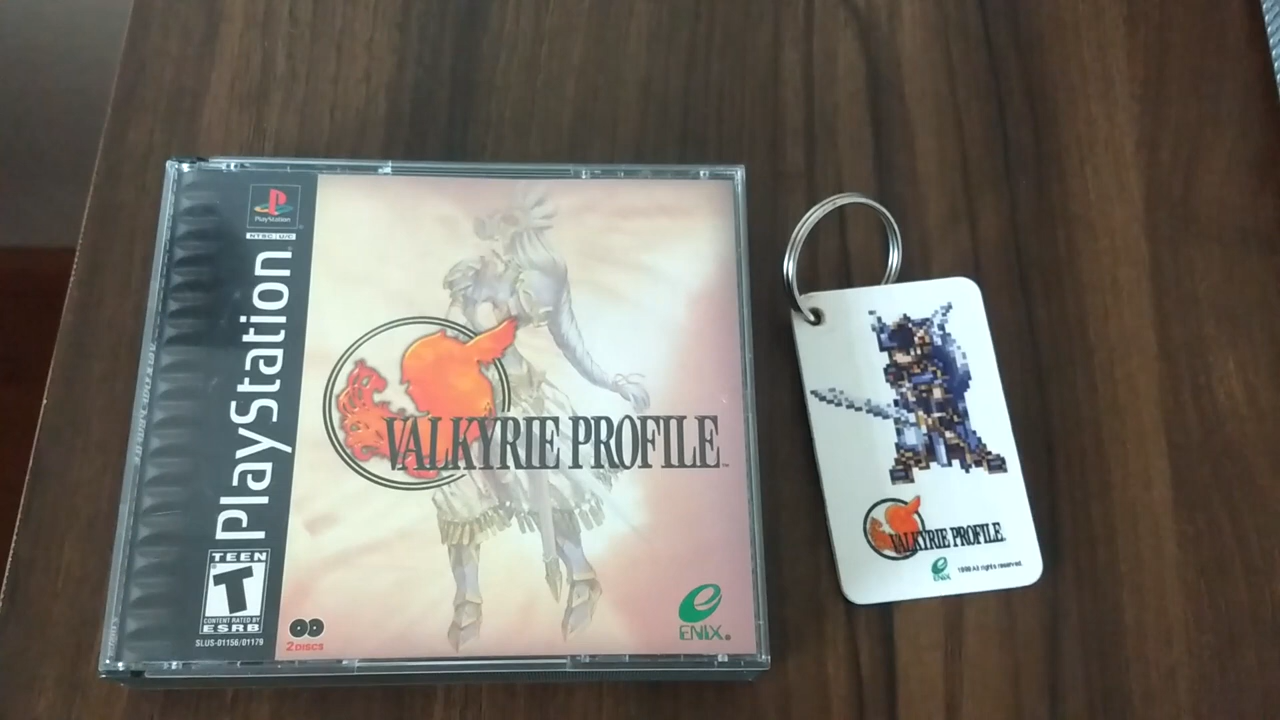 PlayStation
NTSC U/C
PlayStation
TEEN
T
CONTENT RATED BY
ESRB
SLUS-01156/01179
VALKYRIE PROFILE™
2 DISCS
ENIX®
VALKYRIE PROFILE
ENIX
1999 All rights reserved.